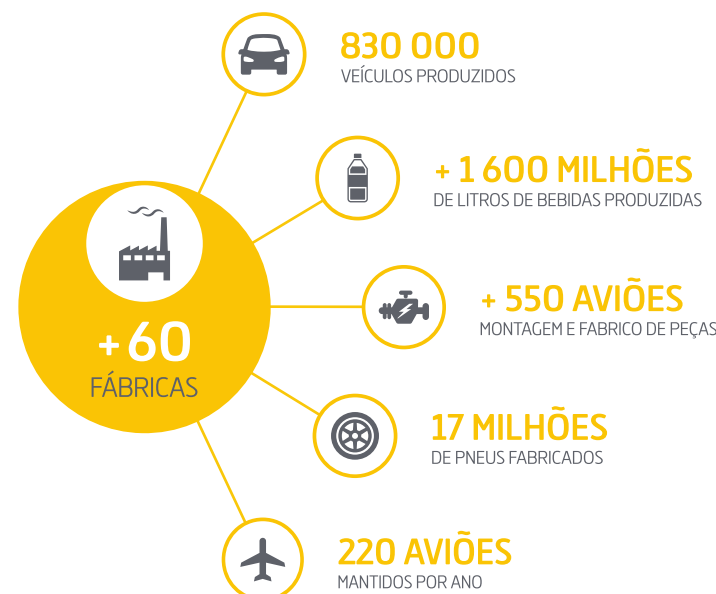 830 000
VEÍCULOS PRODUZIDOS
+ 1 600 MILHÕES
DE LITROS DE BEBIDAS PRODUZIDAS
+ 550 AVIÕES
MONTAGEM E FABRICO DE PEÇAS
+60
FÁBRICAS
17 MILHÕES
DE PNEUS FABRICADOS
220 AVIÕES
MANTIDOS POR ANO